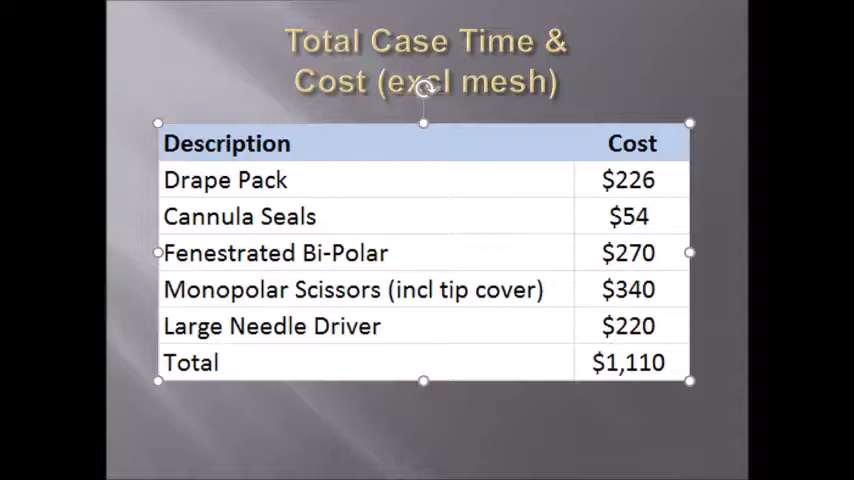 Total Case Time &
Cost (excl mesh)
Description Cost
Drape Pack $226
Cannula Seals $54
Fenestrated Bi-Polar $270
Monopolar Scissors (incl tip cover) $340
Large Needle Driver $220
Total $1,110